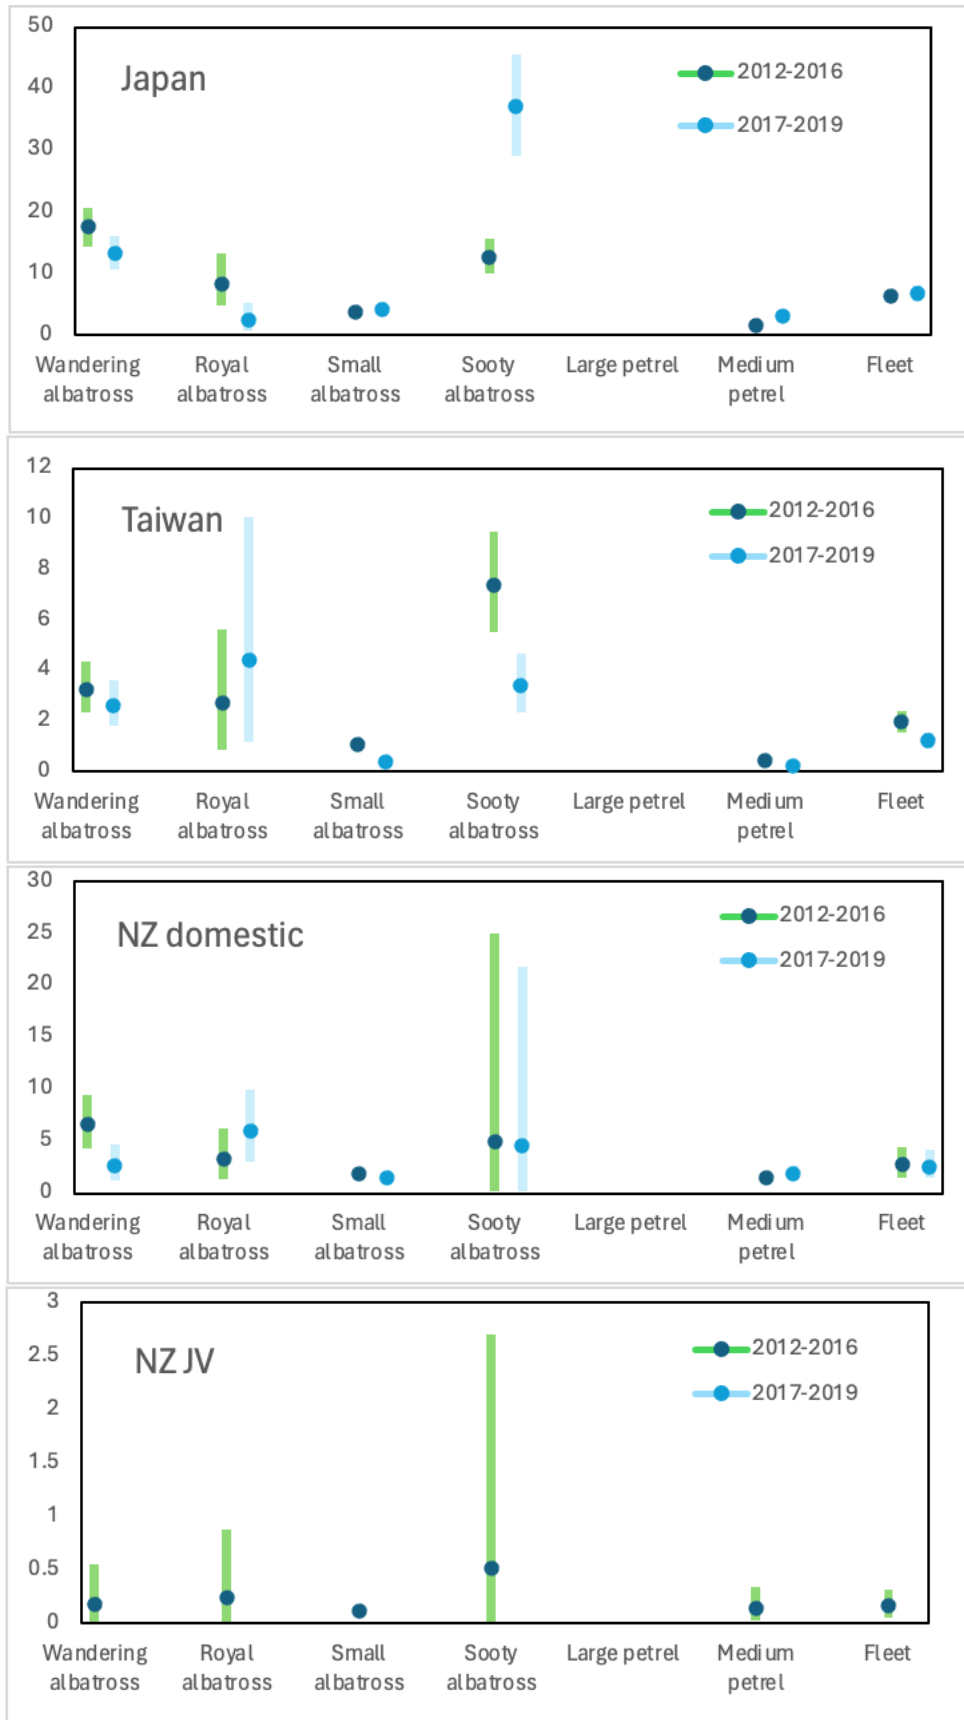 50
Japan
2012-2016
40
2017-2019
30
20
10
0
Wandering albatross
Royal albatross
Small albatross
Sooty albatross
Large petrel
Medium petrel
Fleet
12
Taiwan
2012-2016
10
2017-2019
8
6
4
2
0
Wandering albatross
Royal albatross
Small albatross
Sooty albatross
Large petrel
Medium petrel
Fleet
30
NZ domestic
2012-2016
25
2017-2019
20
15
10
5
0
Wandering albatross
Royal albatross
Small albatross
Sooty albatross
Large petrel
Medium petrel
Fleet
3
NZ JV
2012-2016
2.5
2017-2019
2
1.5
1
0.5
0
Wandering albatross
Royal albatross
Small albatross
Sooty albatross
Large petrel
Medium petrel
Fleet